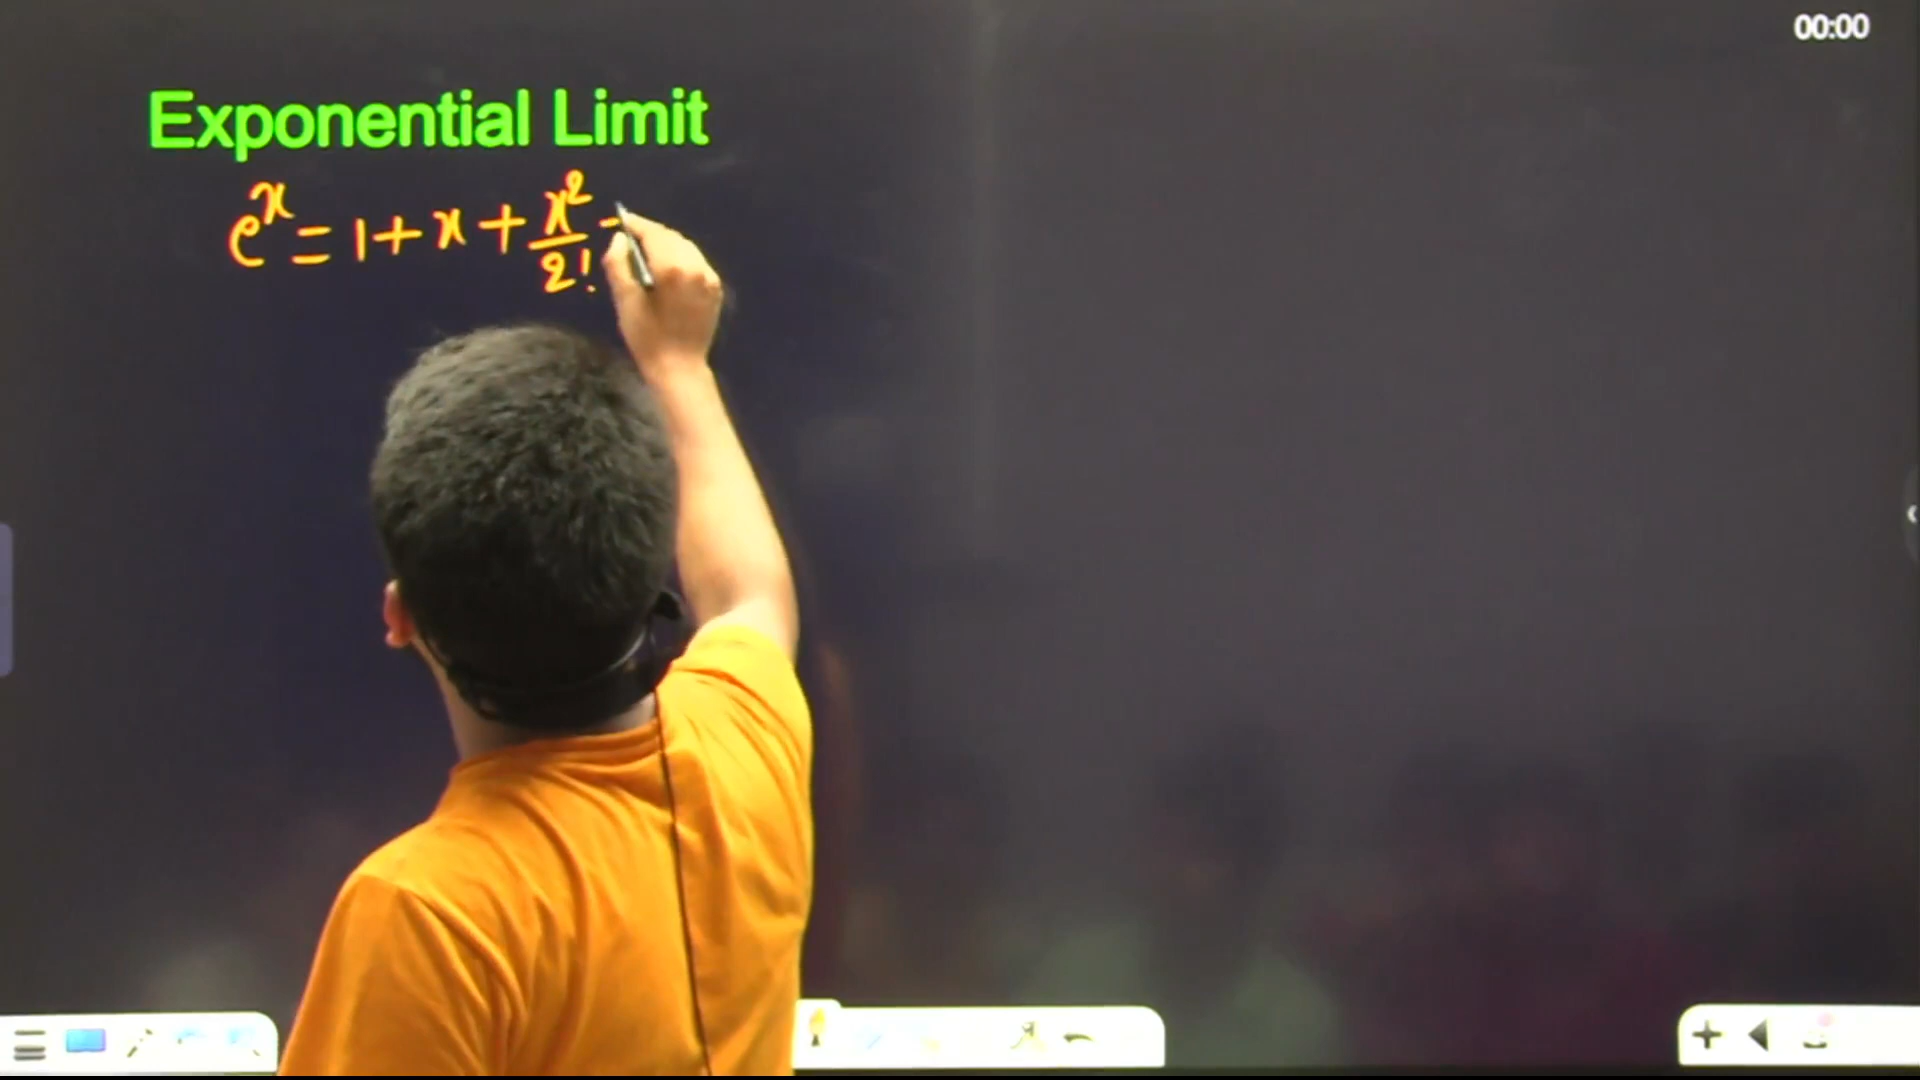 00:00
Exponential Limit
e^x = 1 + x + x^2/2! +